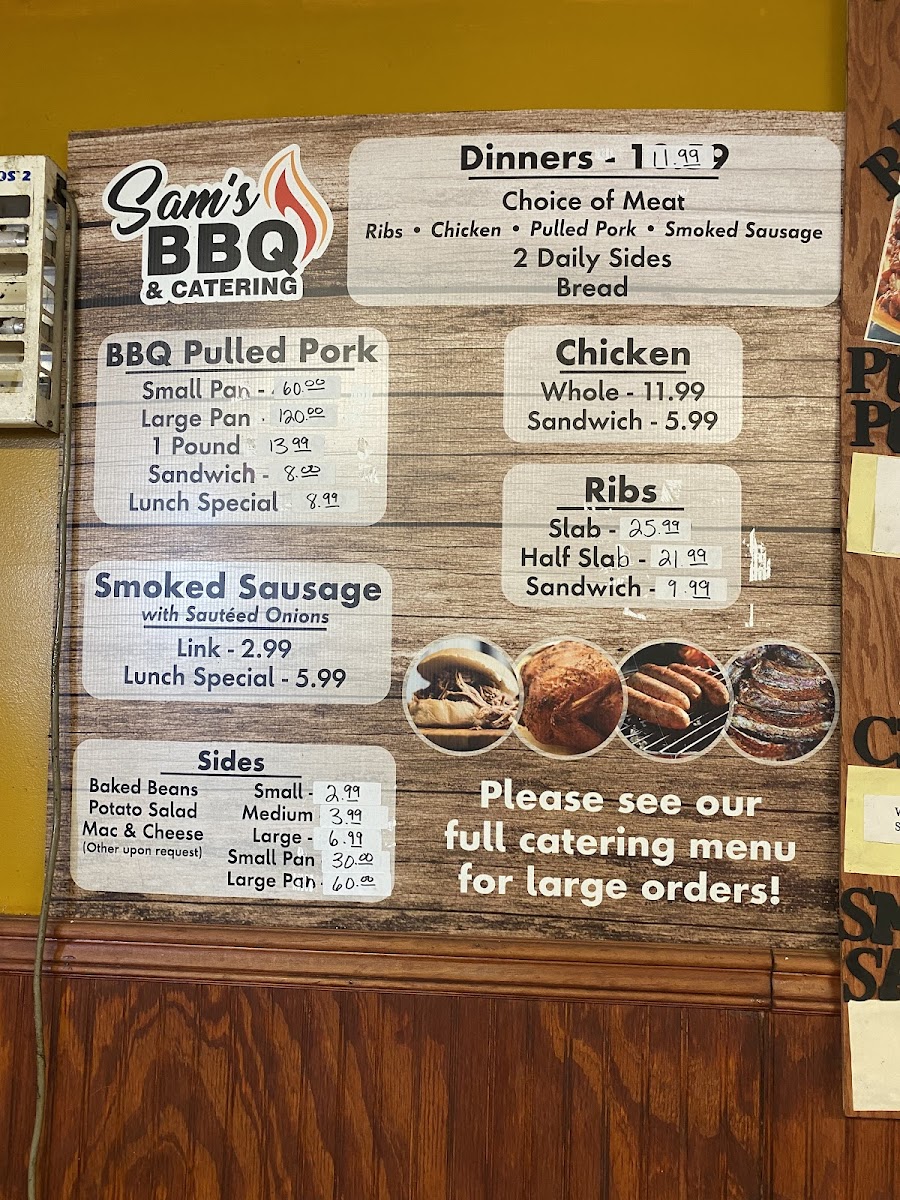 OS 2
Sam's
BBQ
& CATERING
Dinners - 1 11.99 9
Choice of Meat
Ribs • Chicken • Pulled Pork • Smoked Sausage
2 Daily Sides
Bread
BBQ Pulled Pork
Small Pan - 60.00
Large Pan - 120.00
1 Pound 13.99
Sandwich - 8.00
Lunch Special 8.99
Chicken
Whole - 11.99
Sandwich - 5.99
Ribs
Slab - 25.99
Half Slab - 21.99
Sandwich - 9.99
Smoked Sausage
with Sautéed Onions
Link - 2.99
Lunch Special - 5.99
Sides
Baked Beans
Potato Salad
Mac & Cheese
(Other upon request)
Small - 2.99
Medium 3.99
Large - 6.99
Small Pan 30.00
Large Pan 60.00
Please see our
full catering menu
for large orders!